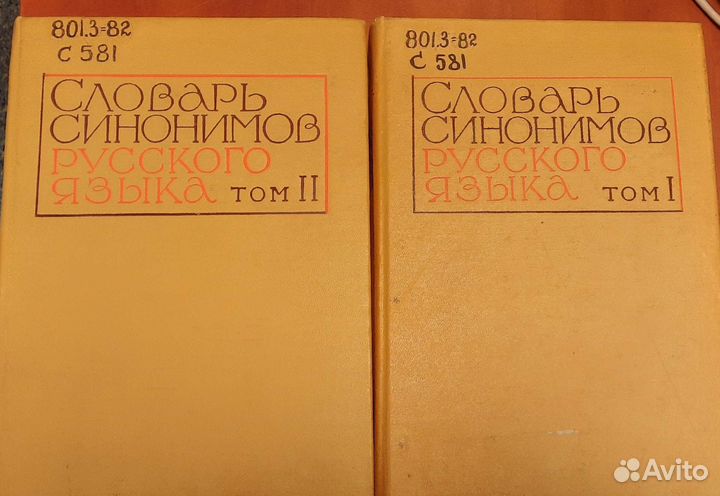 801.3=82
С 581
СЛОВАРЬ
СИНОНИМОВ
РУССКОГО
ЯЗЫКА ТОМ II
801.3=82
С 581
СЛОВАРЬ
СИНОНИМОВ
РУССКОГО
ЯЗЫКА ТОМ I
Avito